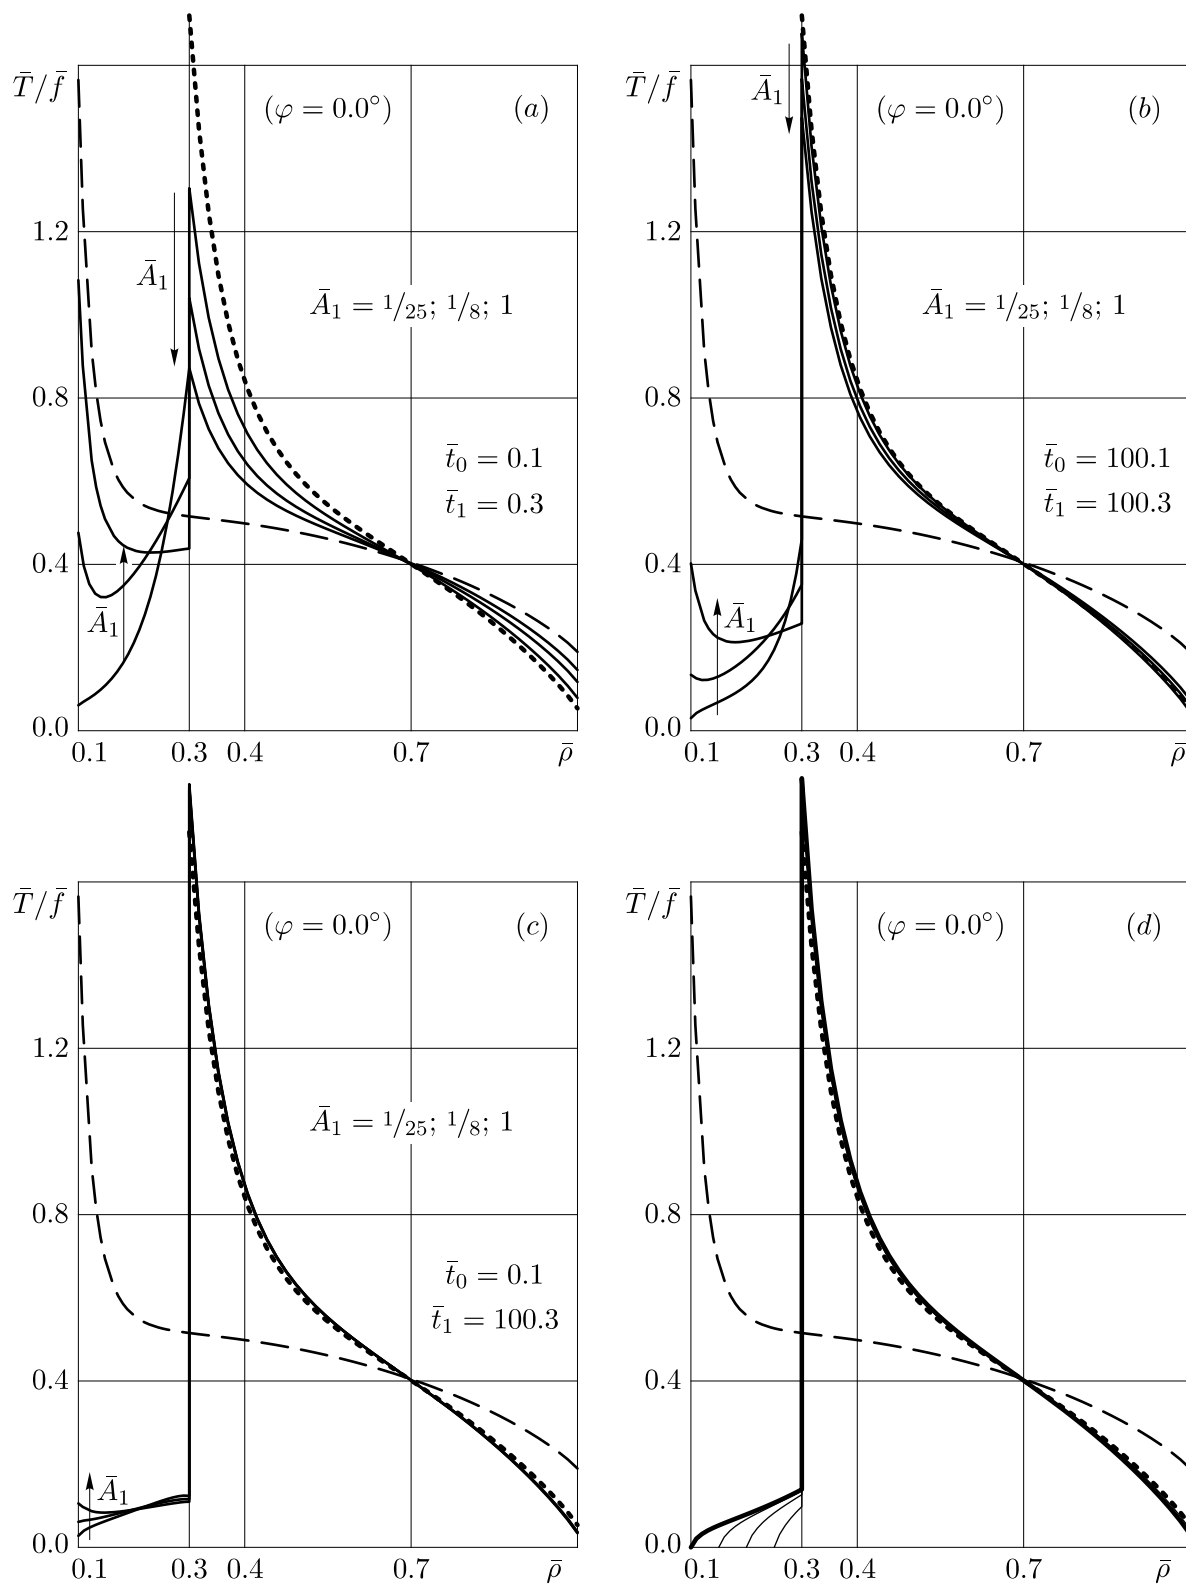 T̄/f̄
(φ = 0.0°)
(a)
1.2
Ā₁
Ā₁ = 1/25; 1/8; 1
0.8
t̄₀ = 0.1
t̄₁ = 0.3
0.4
Ā₁
0.0
0.1 0.3 0.4 0.7 ρ̄
T̄/f̄
Ā₁
(φ = 0.0°)
(b)
1.2
Ā₁ = 1/25; 1/8; 1
0.8
t̄₀ = 100.1
t̄₁ = 100.3
0.4
Ā₁
0.0
0.1 0.3 0.4 0.7 ρ̄
T̄/f̄
(φ = 0.0°)
(c)
1.2
Ā₁ = 1/25; 1/8; 1
0.8
t̄₀ = 0.1
t̄₁ = 100.3
0.4
Ā₁
0.0
0.1 0.3 0.4 0.7 ρ̄
T̄/f̄
(φ = 0.0°)
(d)
1.2
0.8
0.4
0.0
0.1 0.3 0.4 0.7 ρ̄